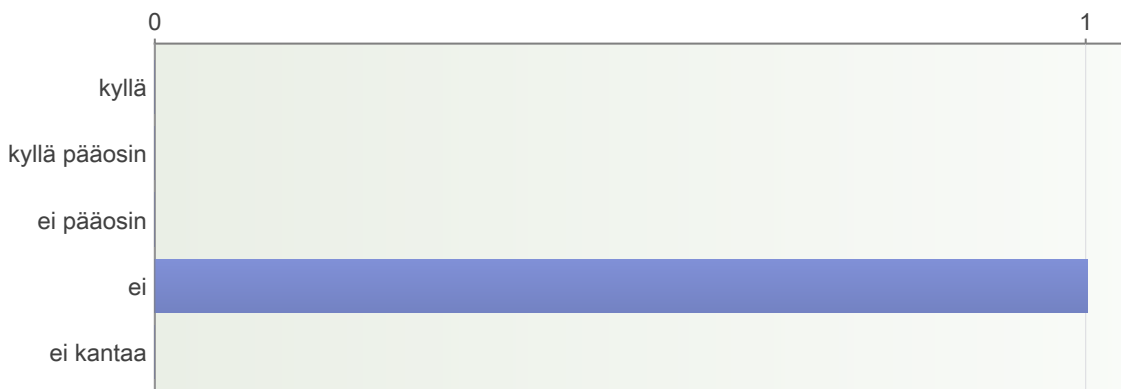 0 1
kyllä
kyllä pääosin
ei pääosin
ei
ei kantaa